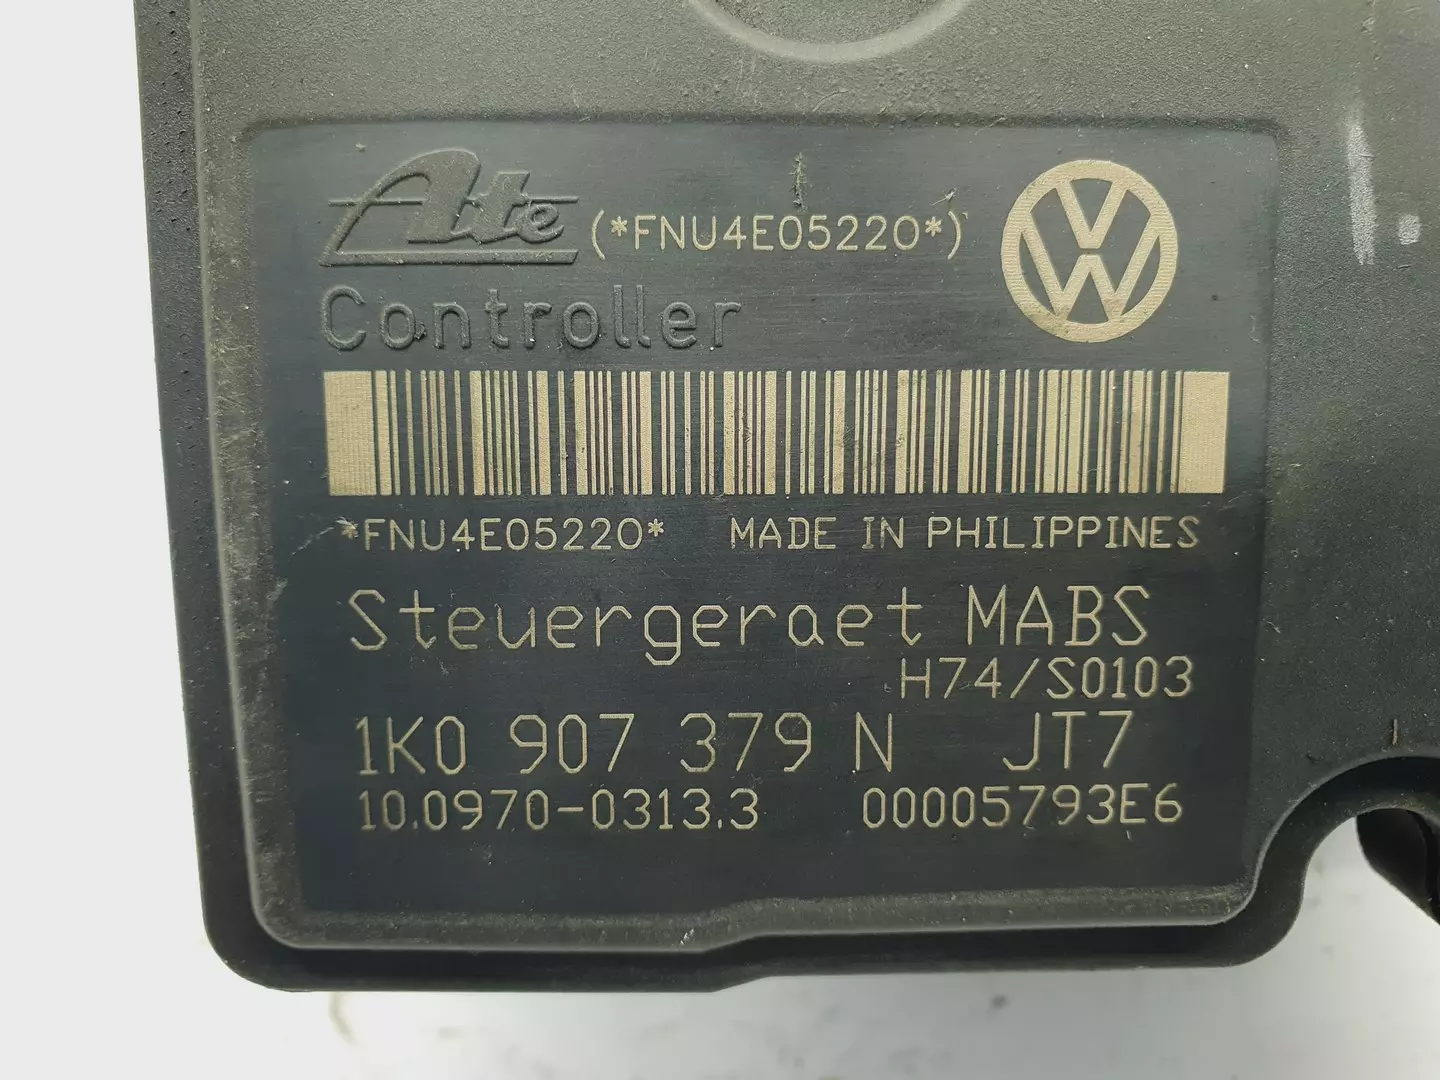 Ate (*FNU4E05220*)
Controller
*FNU4E05220* MADE IN PHILIPPINES
Steuergeraet MABS
H74/S0103
1K0 907 379 N JT7
10.0970-0313.3 00005793E6